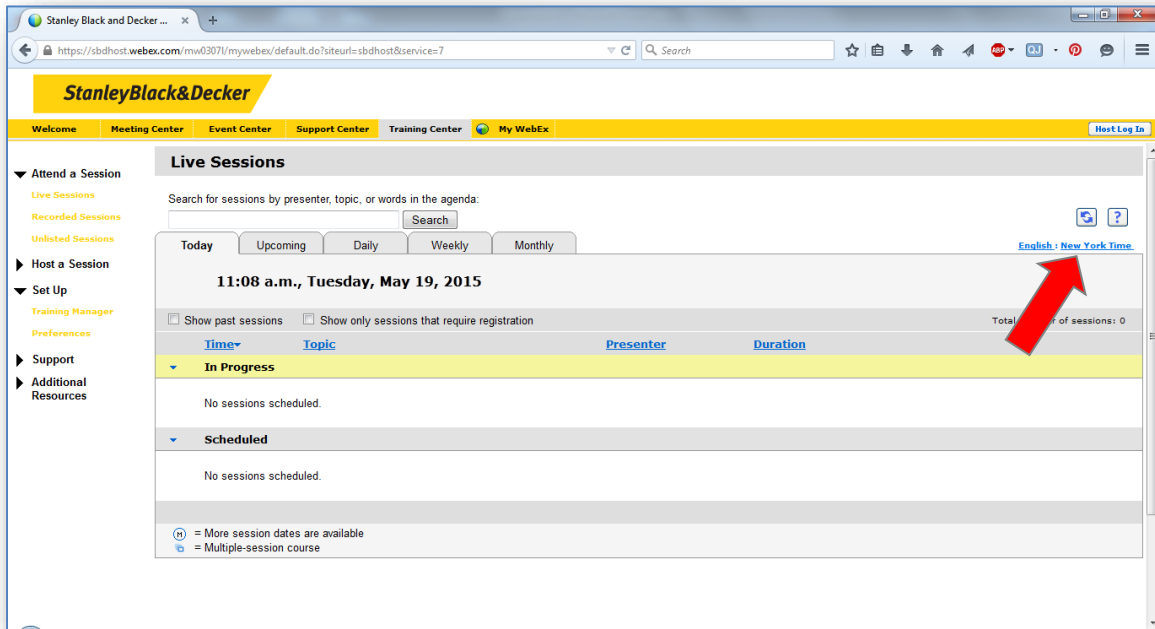 Stanley Black and Decker ...
https://sbdhost.webex.com/mw0307l/mywebex/default.do?siteurl=sbdhost&service=7
Search
ABP
QJ
StanleyBlack&Decker
Welcome Meeting Center Event Center Support Center Training Center My WebEx Host Log In
Live Sessions
Attend a Session
Live Sessions
Recorded Sessions
Unlisted Sessions
Host a Session
Set Up
Training Manager
Preferences
Support
Additional
Resources
Search for sessions by presenter, topic, or words in the agenda:
Search
?
Today Upcoming Daily Weekly Monthly
English : New York Time
11:08 a.m., Tuesday, May 19, 2015
Show past sessions Show only sessions that require registration
Total r of sessions: 0
Time Topic Presenter Duration
In Progress
No sessions scheduled.
Scheduled
No sessions scheduled.
M = More session dates are available
= Multiple-session course